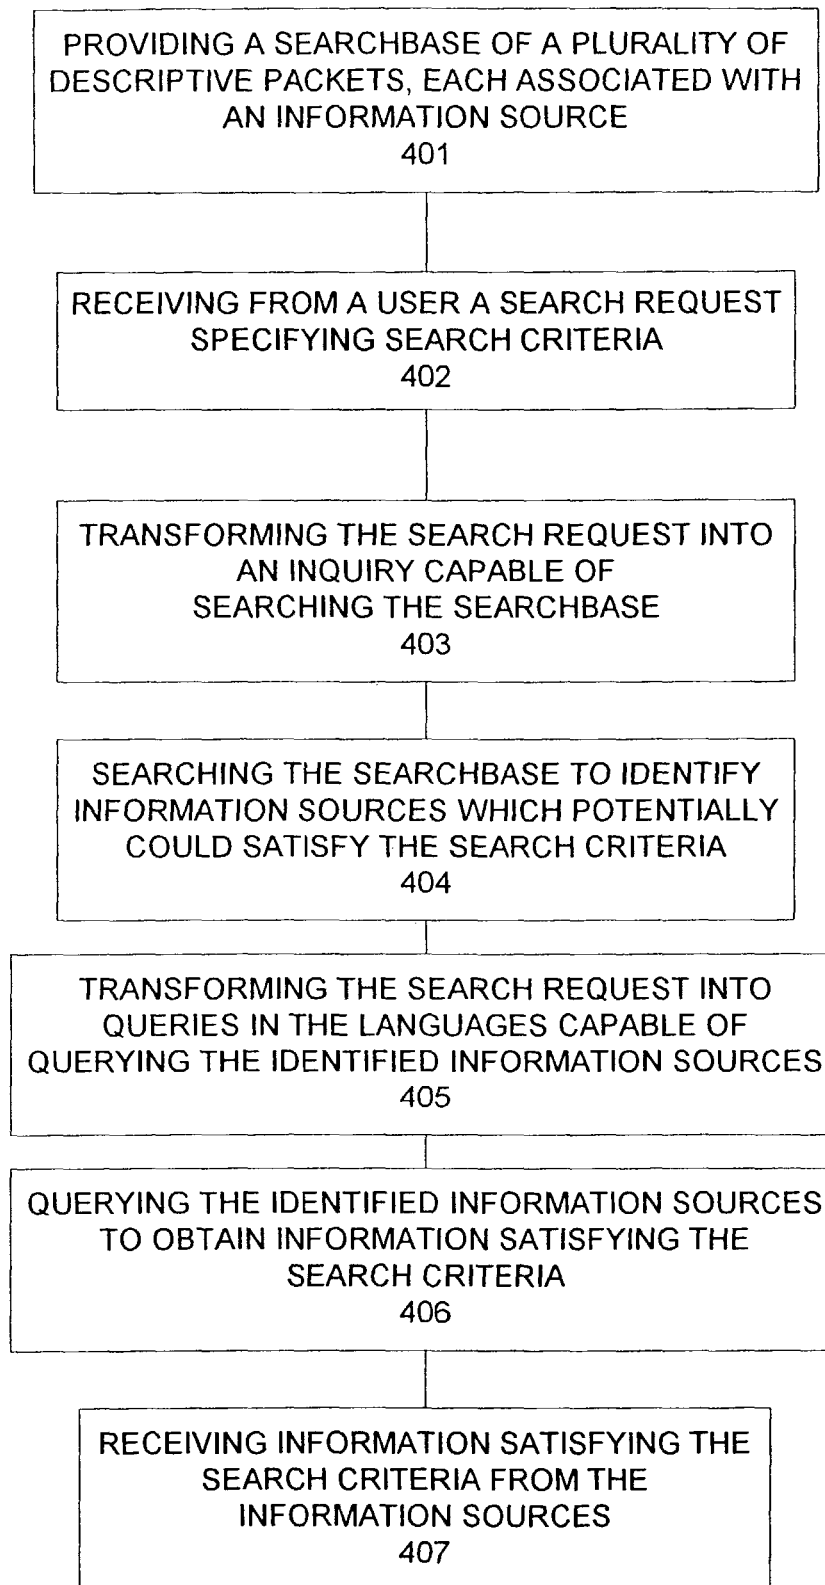 PROVIDING A SEARCHBASE OF A PLURALITY OF
DESCRIPTIVE PACKETS, EACH ASSOCIATED WITH
AN INFORMATION SOURCE
401
RECEIVING FROM A USER A SEARCH REQUEST
SPECIFYING SEARCH CRITERIA
402
TRANSFORMING THE SEARCH REQUEST INTO
AN INQUIRY CAPABLE OF
SEARCHING THE SEARCHBASE
403
SEARCHING THE SEARCHBASE TO IDENTIFY
INFORMATION SOURCES WHICH POTENTIALLY
COULD SATISFY THE SEARCH CRITERIA
404
TRANSFORMING THE SEARCH REQUEST INTO
QUERIES IN THE LANGUAGES CAPABLE OF
QUERYING THE IDENTIFIED INFORMATION SOURCES
405
QUERYING THE IDENTIFIED INFORMATION SOURCES
TO OBTAIN INFORMATION SATISFYING THE
SEARCH CRITERIA
406
RECEIVING INFORMATION SATISFYING THE
SEARCH CRITERIA FROM THE
INFORMATION SOURCES
407